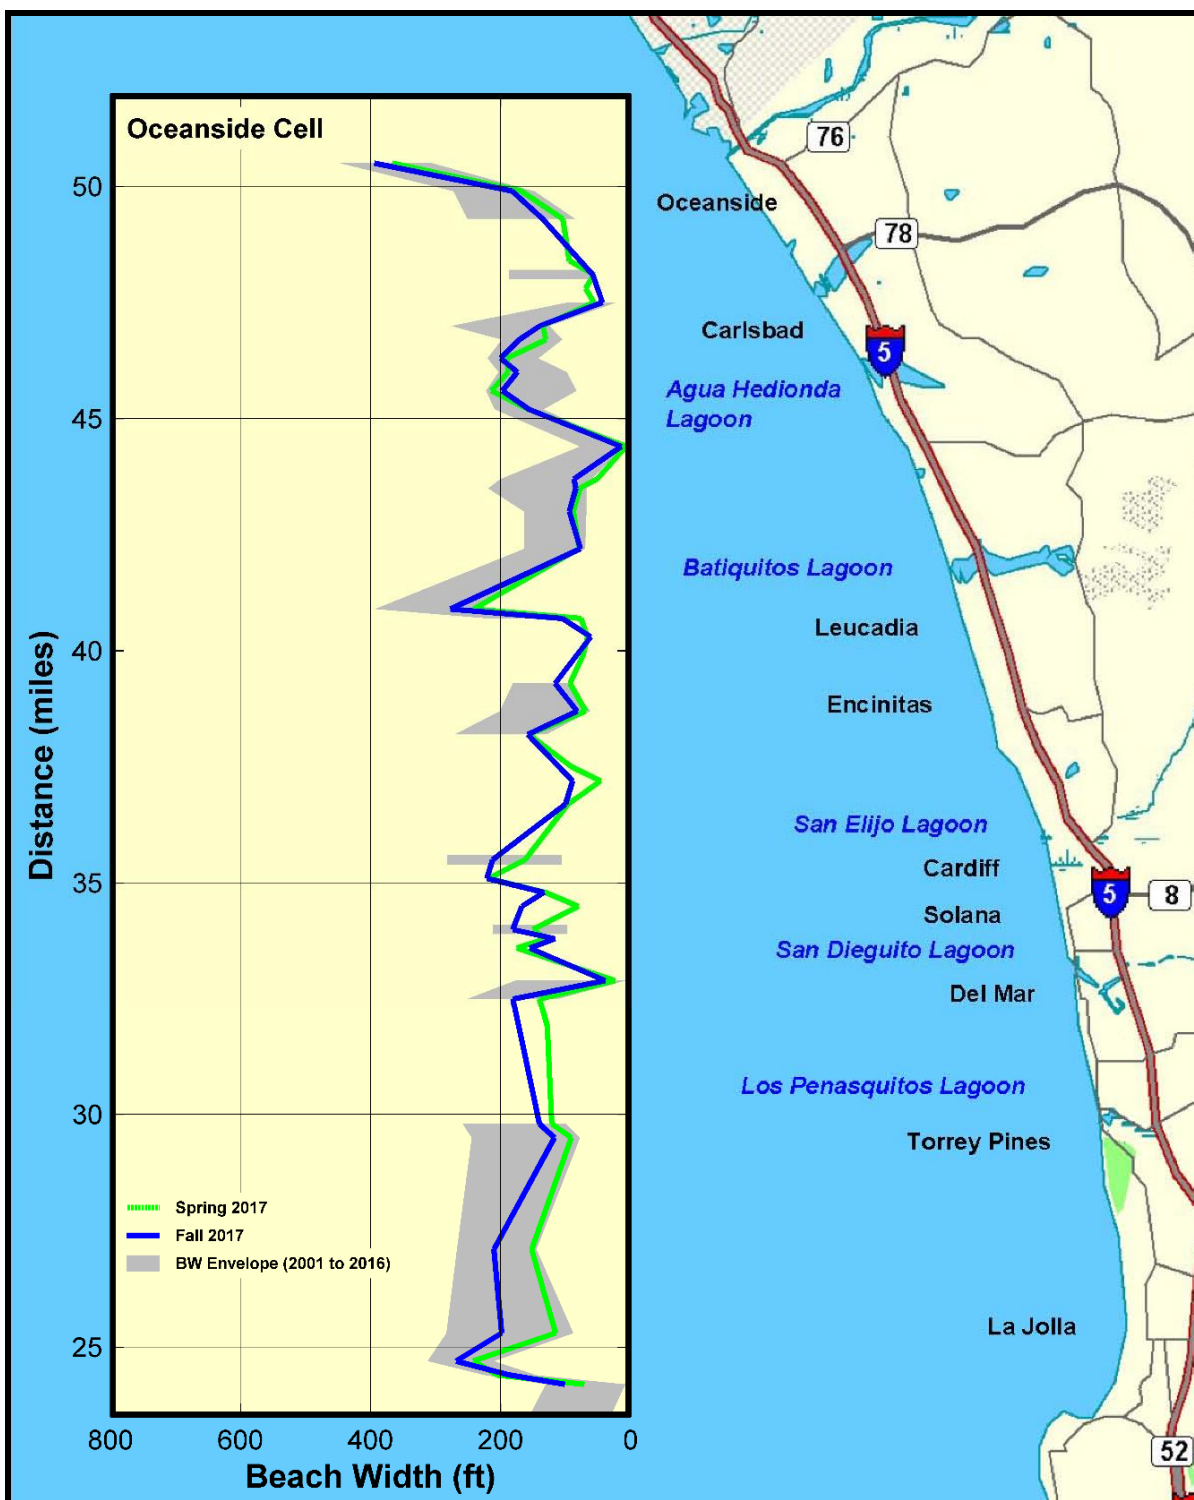 Oceanside Cell
50
45
40
35
30
25
Distance (miles)
Spring 2017
Fall 2017
BW Envelope (2001 to 2016)
800 600 400 200 0
Beach Width (ft)
76
Oceanside
78
Carlsbad
5
Agua Hedionda
Lagoon
Batiquitos Lagoon
Leucadia
Encinitas
San Elijo Lagoon
Cardiff
5
8
Solana
San Dieguito Lagoon
Del Mar
Los Penasquitos Lagoon
Torrey Pines
La Jolla
52